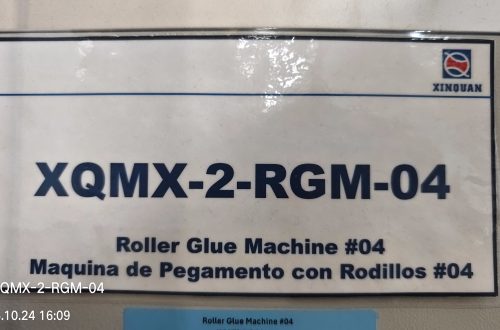 XINQUAN
XQMX-2-RGM-04
Roller Glue Machine #04
Maquina de Pegamento con Rodillos #04
QMX-2-RGM-04
.10.24 16:09
Roller Glue Machine #04